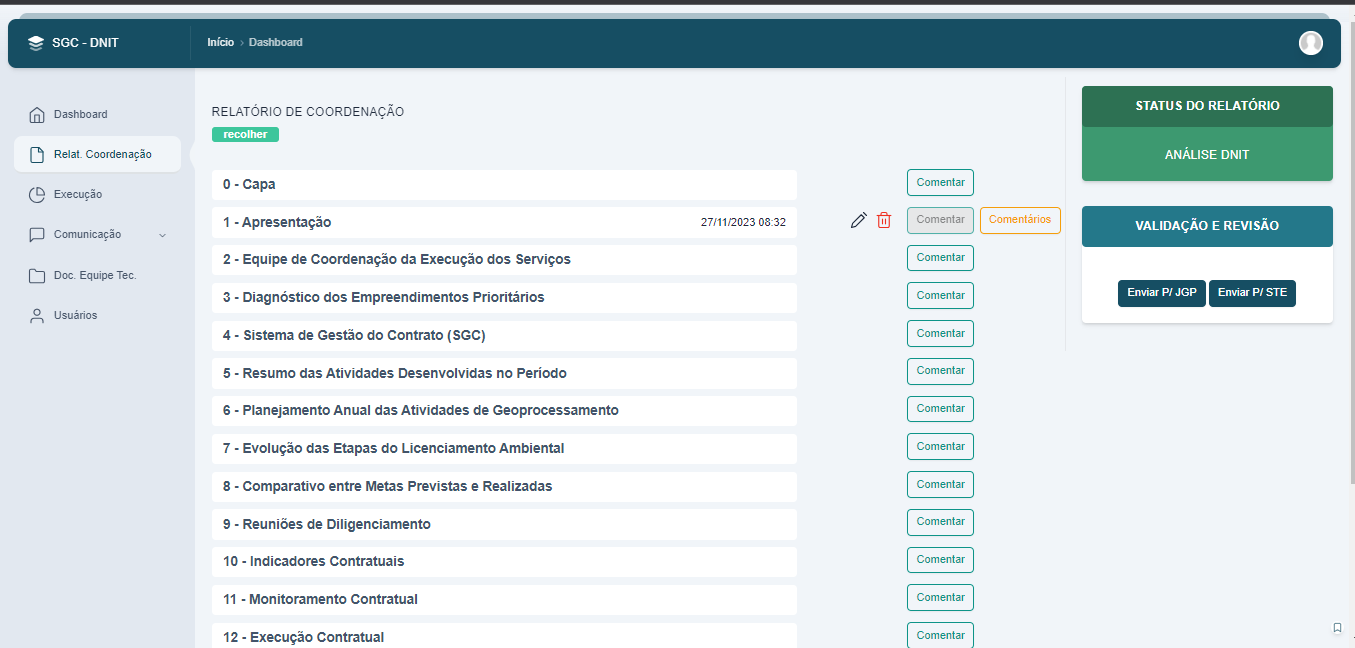 SGC - DNIT
Início › Dashboard
Dashboard
Relat. Coordenação
Execução
Comunicação
Doc. Equipe Tec.
Usuários
RELATÓRIO DE COORDENAÇÃO
recolher
0 - Capa
Comentar
1 - Apresentação 27/11/2023 08:32
Comentar
Comentários
2 - Equipe de Coordenação da Execução dos Serviços
Comentar
3 - Diagnóstico dos Empreendimentos Prioritários
Comentar
4 - Sistema de Gestão do Contrato (SGC)
Comentar
5 - Resumo das Atividades Desenvolvidas no Período
Comentar
6 - Planejamento Anual das Atividades de Geoprocessamento
Comentar
7 - Evolução das Etapas do Licenciamento Ambiental
Comentar
8 - Comparativo entre Metas Previstas e Realizadas
Comentar
9 - Reuniões de Diligenciamento
Comentar
10 - Indicadores Contratuais
Comentar
11 - Monitoramento Contratual
Comentar
12 - Execução Contratual
Comentar
STATUS DO RELATÓRIO
ANÁLISE DNIT
VALIDAÇÃO E REVISÃO
Enviar P/ JGP
Enviar P/ STE